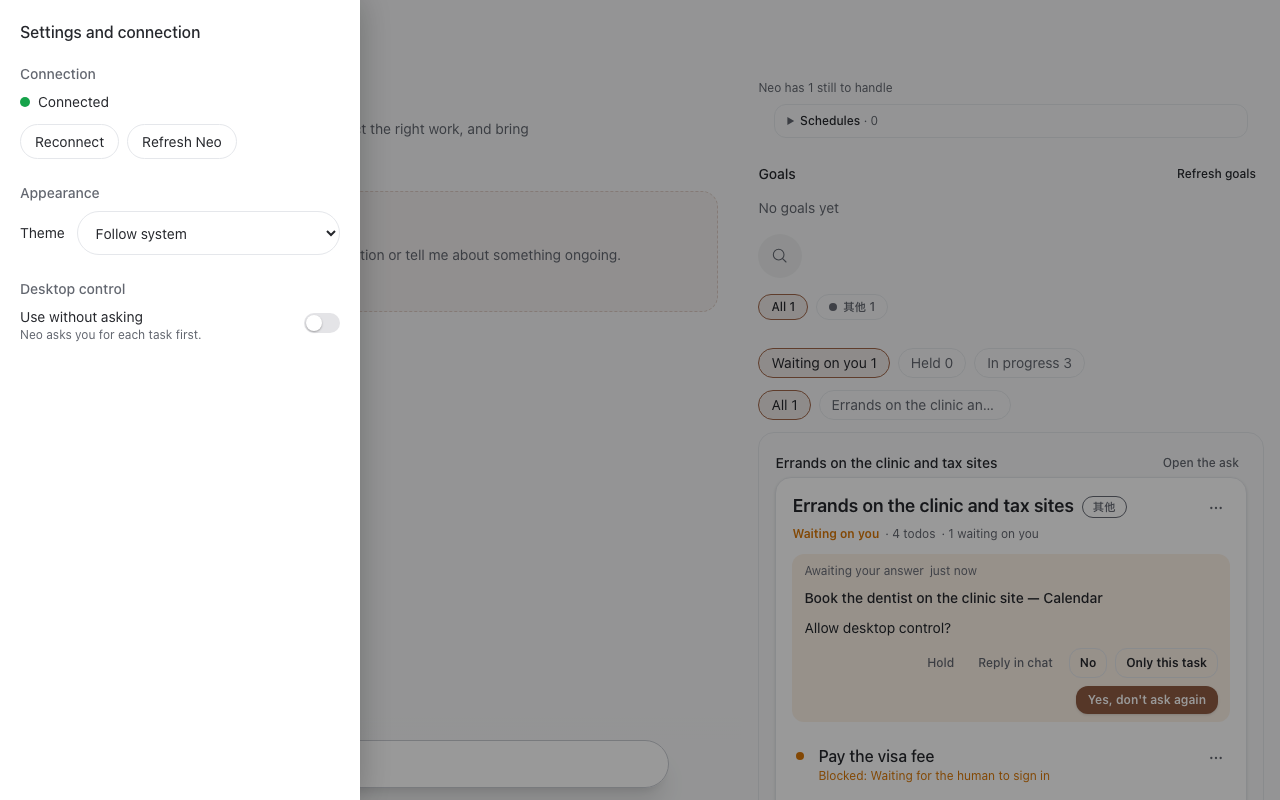 Settings and connection
Connection
Connected
Reconnect
Refresh Neo
Appearance
Theme
Follow system
Desktop control
Use without asking
Neo asks you for each task first.
t the right work, and bring
tion or tell me about something ongoing.
Neo has 1 still to handle
Schedules · 0
Goals
Refresh goals
No goals yet
All 1
其他 1
Waiting on you 1
Held 0
In progress 3
All 1
Errands on the clinic an…
Errands on the clinic and tax sites
Open the ask
Errands on the clinic and tax sites
其他
Waiting on you · 4 todos · 1 waiting on you
Awaiting your answer just now
Book the dentist on the clinic site — Calendar
Allow desktop control?
Hold
Reply in chat
No
Only this task
Yes, don't ask again
Pay the visa fee
Blocked: Waiting for the human to sign in